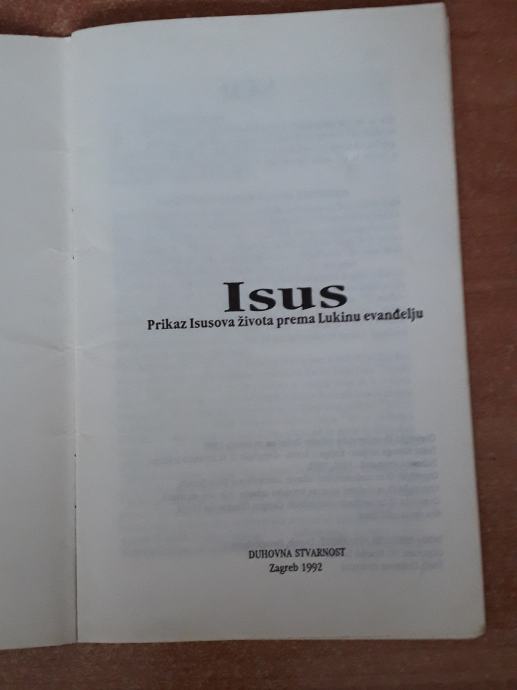 Isus
Prikaz Isusova života prema Lukinu evanđelju
DUHOVNA STVARNOST
Zagreb 1992